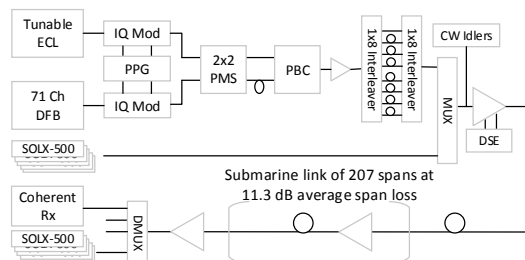 Tunable
ECL
IQ Mod
PPG
IQ Mod
71 Ch
DFB
2x2
PMS
PBC
1x8 Interleaver
1x8 Interleaver
CW Idlers
MUX
DSE
SOLX-500
Submarine link of 207 spans at
11.3 dB average span loss
Coherent
Rx
SOLX-500
DMUX